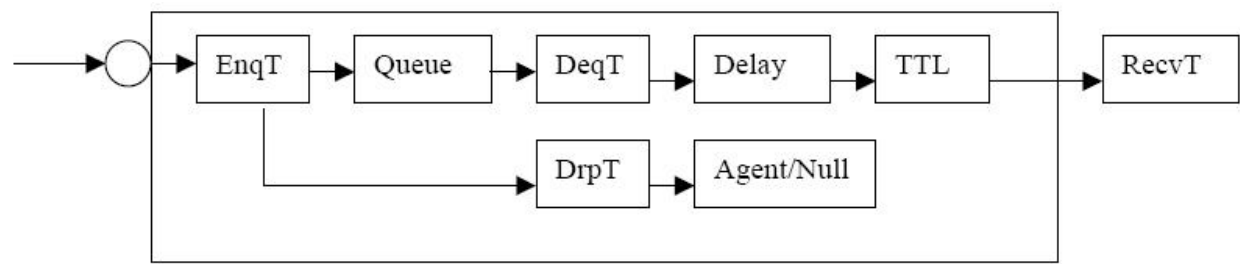 EnqT
Queue
DeqT
Delay
TTL
RecvT
DrpT
Agent/Null